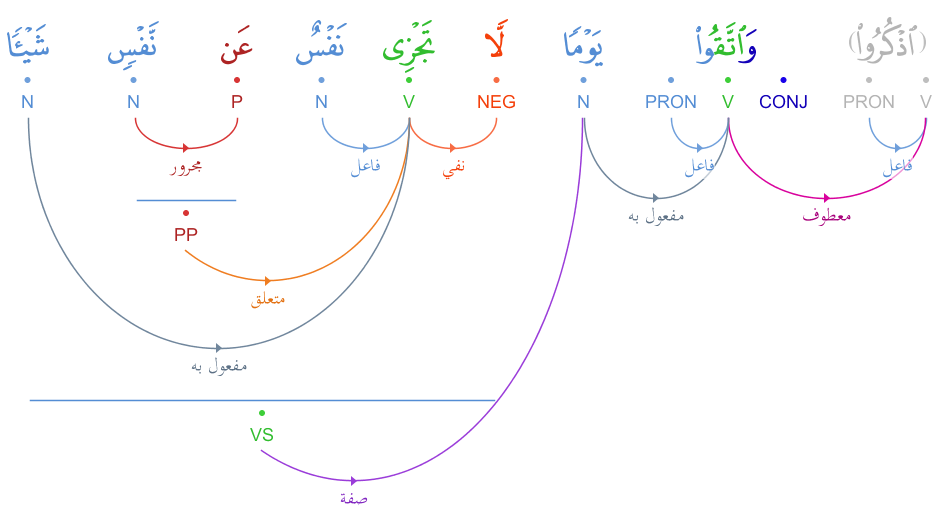 (ٱذْكُرُوا۟) وَٱتَّقُوا۟ يَوْمًا لَّا تَجْزِى نَفْسٌ عَن نَّفْسٍ شَيْـًٔا
V PRON CONJ V PRON N NEG V N P N N
فاعل فاعل نفي فاعل مجرور
معطوف مفعول به
PP
متعلق
مفعول به
VS
صفة